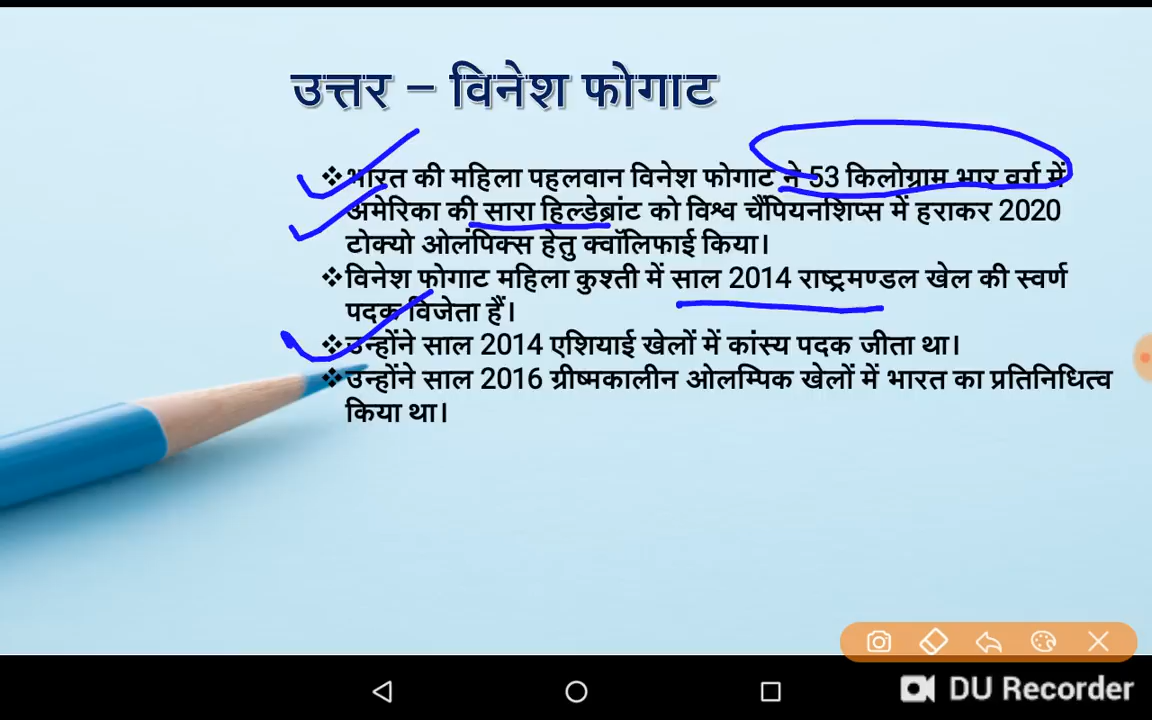 उत्तर – विनेश फोगाट
❖भारत की महिला पहलवान विनेश फोगाट ने 53 किलोग्राम भार वर्ग में
अमेरिका की सारा हिल्डेब्रांट को विश्व चैंपियनशिप्स में हराकर 2020
टोक्यो ओलंपिक्स हेतु क्वॉलिफाई किया।
❖विनेश फोगाट महिला कुश्ती में साल 2014 राष्ट्रमण्डल खेल की स्वर्ण
पदक विजेता हैं।
❖उन्होंने साल 2014 एशियाई खेलों में कांस्य पदक जीता था।
❖उन्होंने साल 2016 ग्रीष्मकालीन ओलम्पिक खेलों में भारत का प्रतिनिधित्व
किया था।
DU Recorder